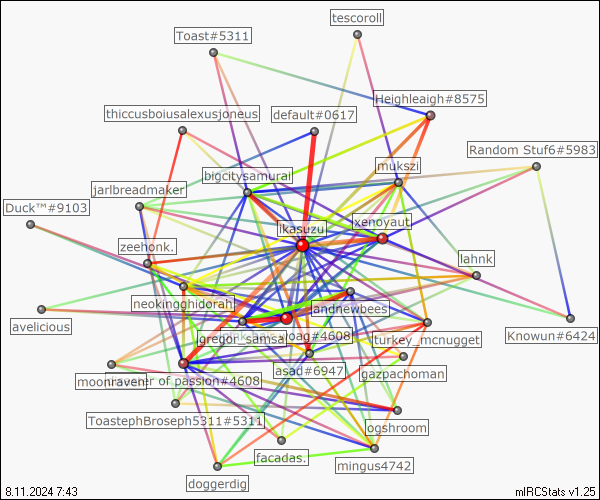 tescoroll
Toast#5311
Heighleaigh#8575
thiccusboiusalexusjoneus
default#0617
Random Stuf6#5983
mukszi
bigcitysamurai
jarlbreadmaker
Duck™#9103
xenoyaut
ikasuzu
zeehonk.
lahnk
neokingghidorah
andnewbees
avelicious
Knowun#6424
gregor_samsa
oag#4608
turkey_mcnugget
asad#6947
gazpachoman
moonraven
ravener of passion#4608
ToastephBroseph5311#5311
ogshroom
facadas.
mingus4742
doggerdig
8.11.2024 7:43
mIRCStats v1.25